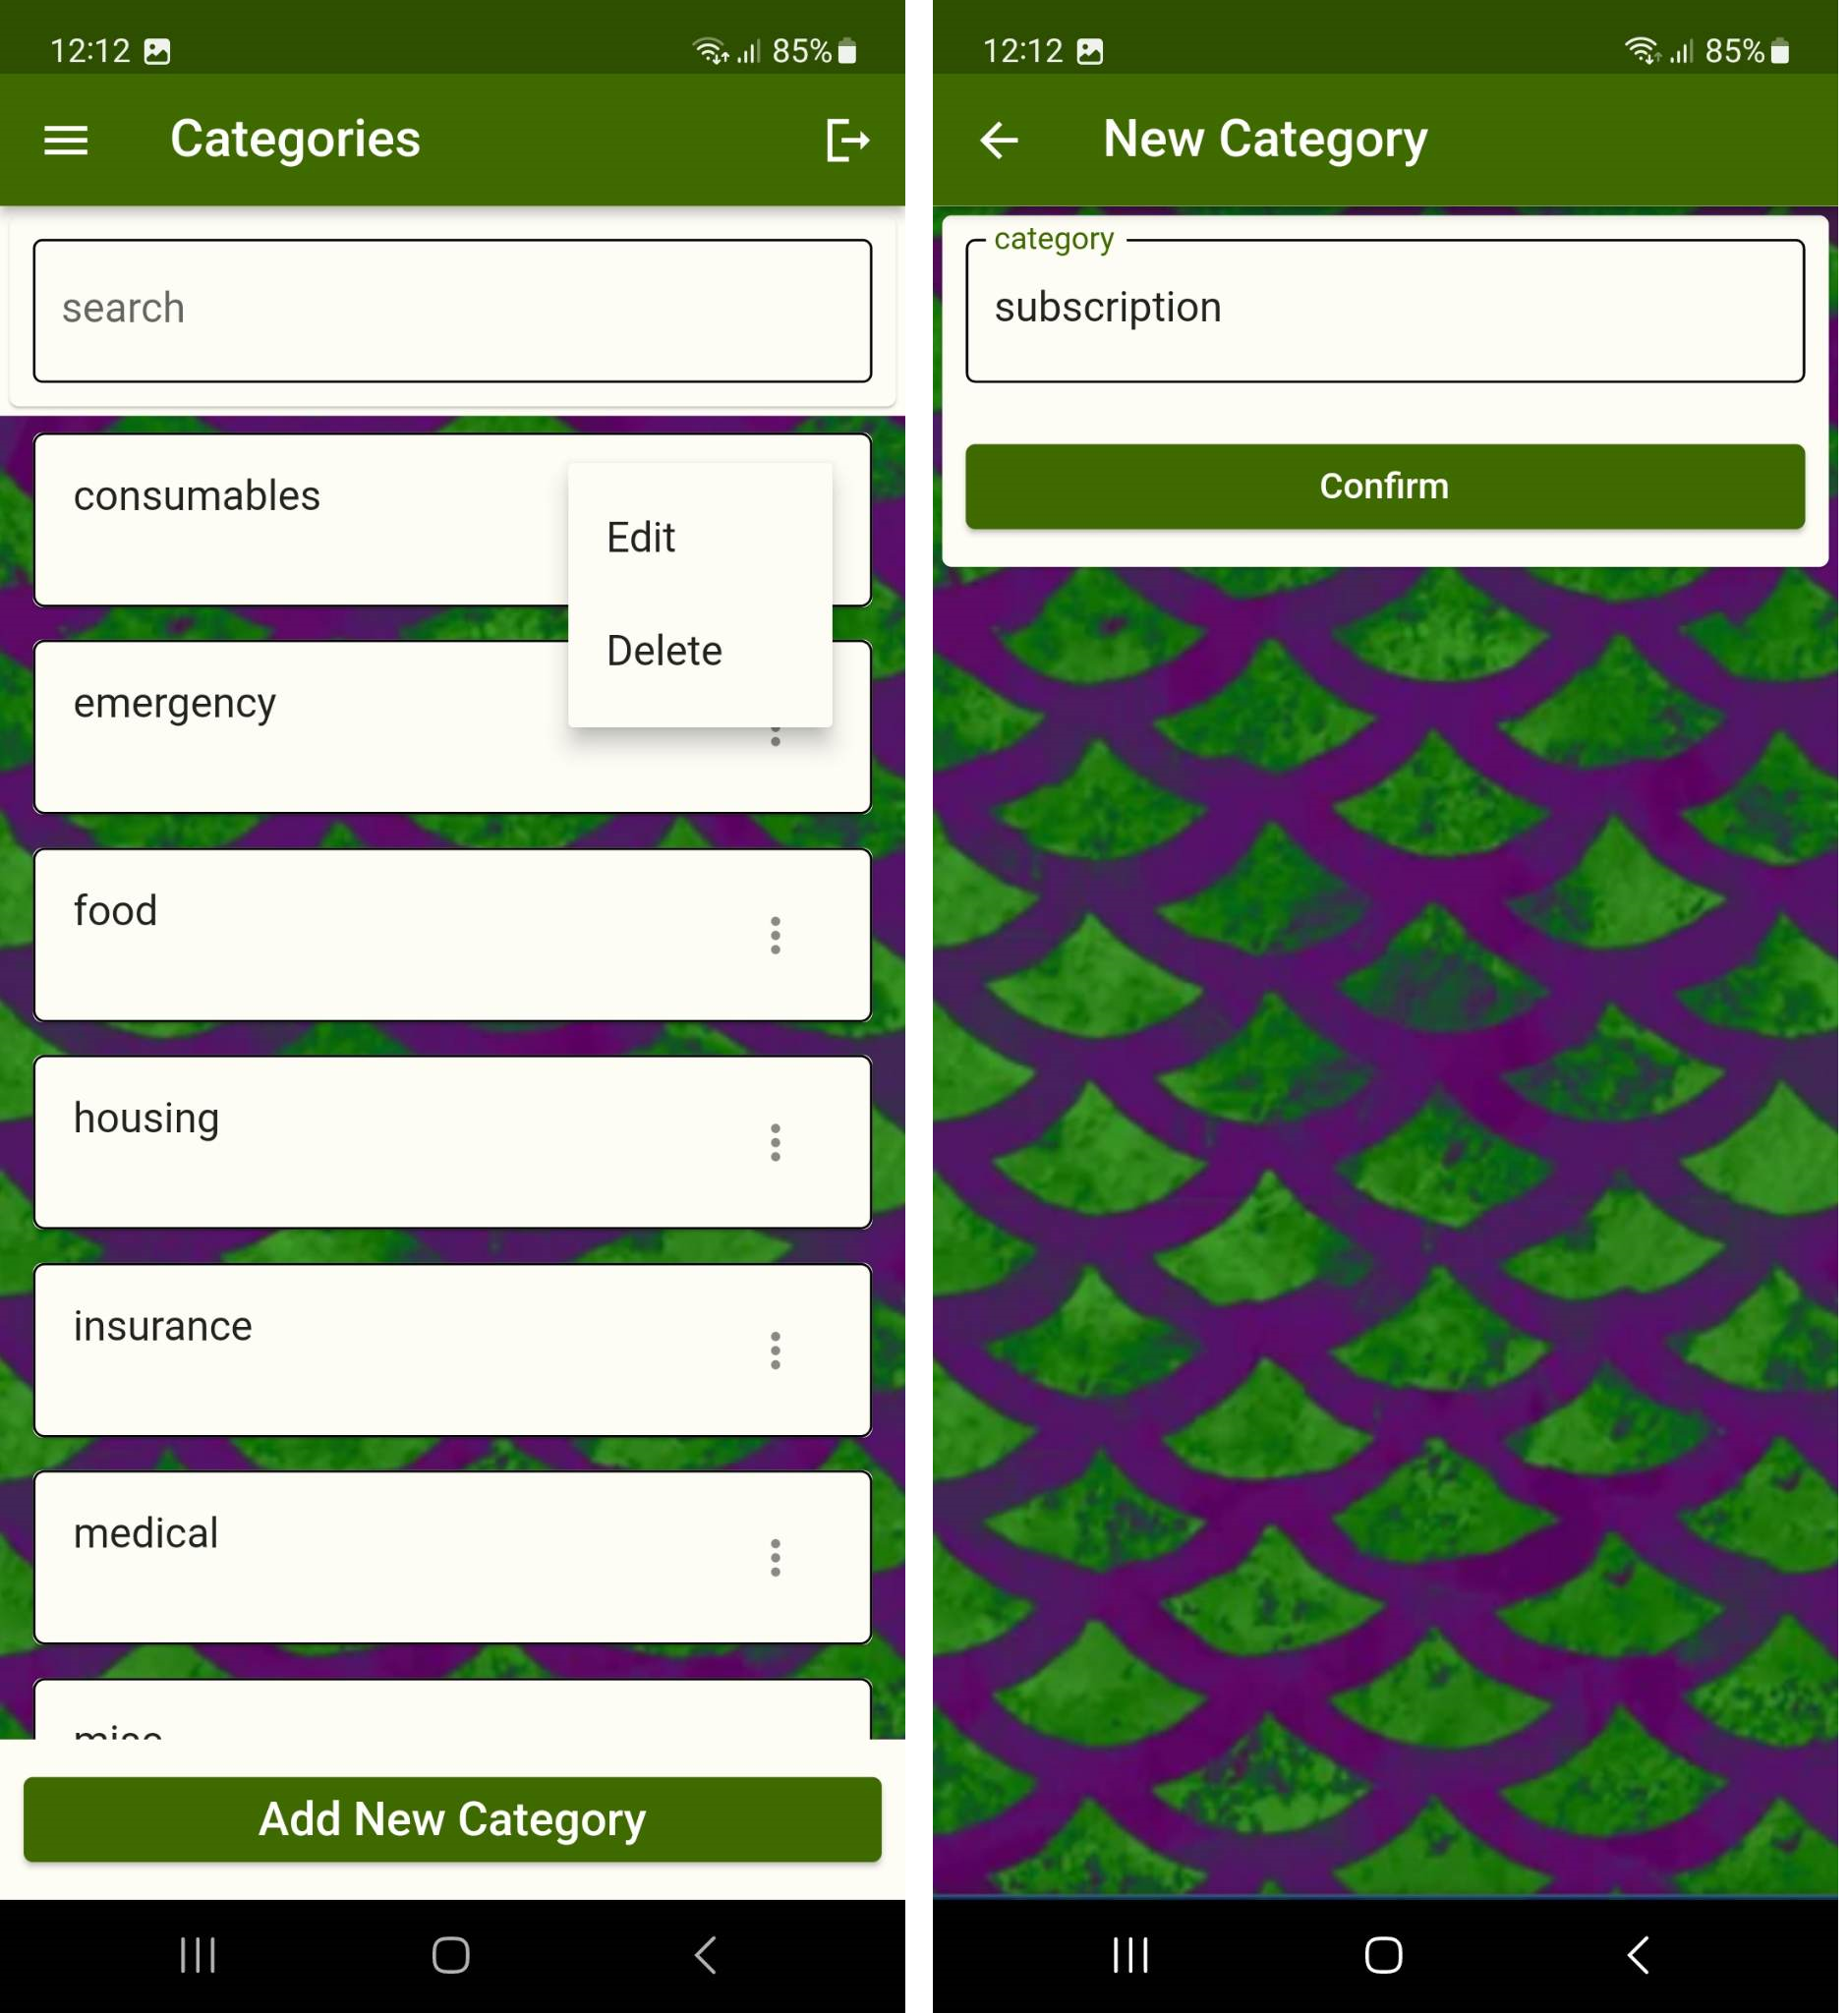 12:12
85%
Categories
search
consumables
Edit
Delete
emergency
food
housing
insurance
medical
Add New Category
12:12
85%
New Category
category
subscription
Confirm